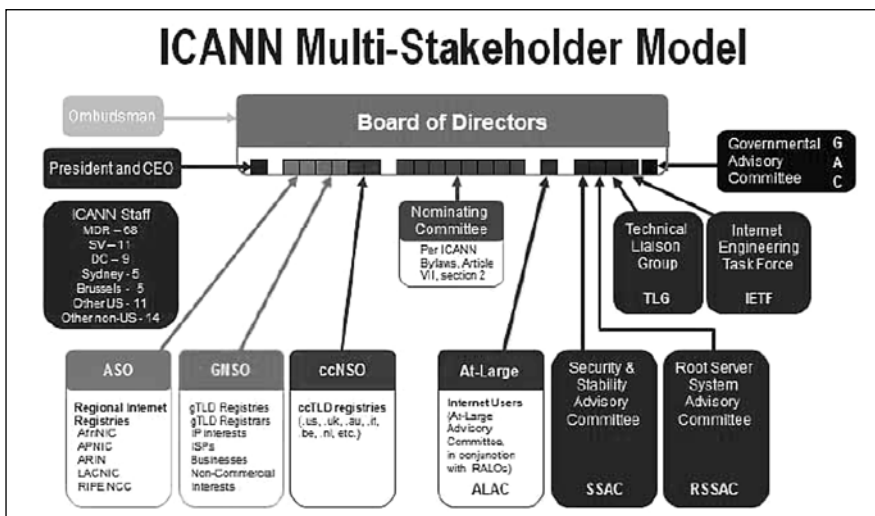 ICANN Multi-Stakeholder Model
Ombudsman
Board of Directors
President and CEO
Governmental
Advisory
Committee
G
A
C
ICANN Staff
MDR – 68
SV – 11
DC – 9
Sydney - 5
Brussels - 5
Other US - 11
Other non-US - 14
Nominating
Committee
Per ICANN
Bylaws, Article
VII, section 2
Technical
Liaison
Group
TLG
Internet
Engineering
Task Force
IETF
ASO
Regional Internet
Registries
AfriNIC
APNIC
ARIN
LACNIC
RIPE NCC
GNSO
gTLD Registries
gTLD Registrars
IP interests
ISPs
Businesses
Non-Commercial
Interests
ccNSO
ccTLD registries
(.us, .uk, .au, .it,
.be, .nl, etc.)
At-Large
Internet Users
(At-Large
Advisory
Committee,
in conjunction
with RALOs)
ALAC
Security &
Stability
Advisory
Committee
SSAC
Root Server
System
Advisory
Committee
RSSAC